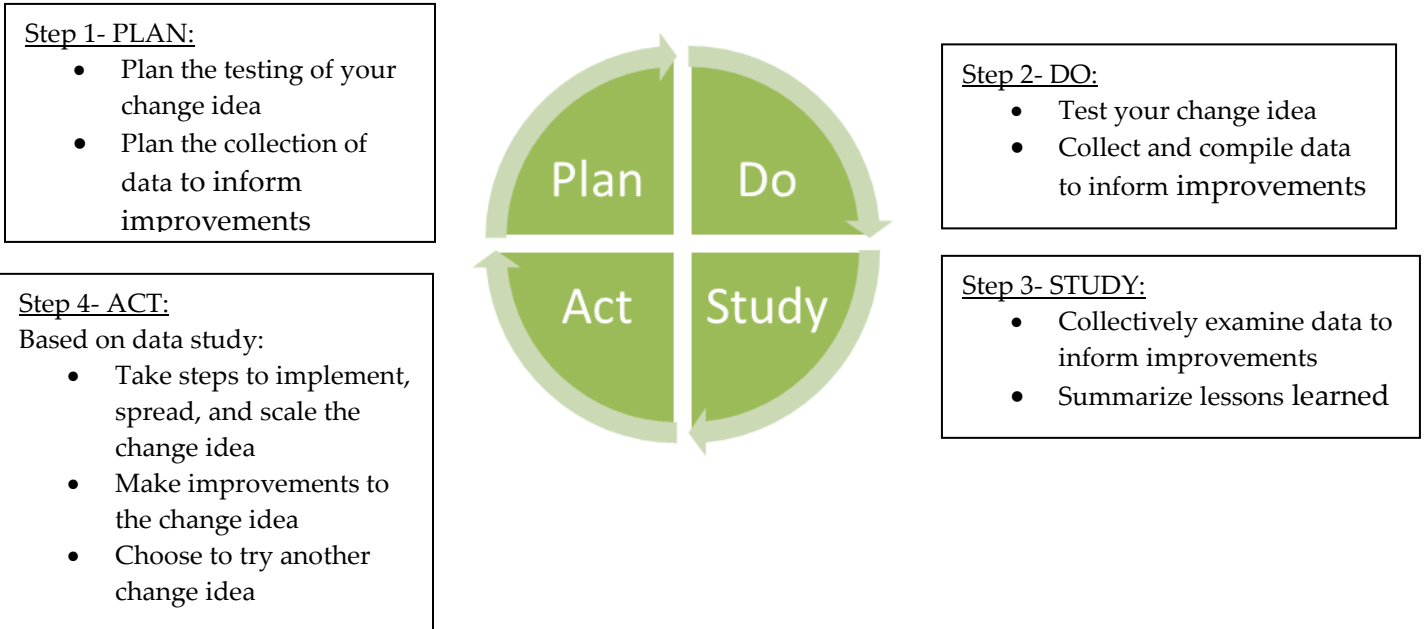 Step 1- PLAN:
• Plan the testing of your
change idea
• Plan the collection of
data to inform
improvements
Plan
Do
Act
Study
Step 2- DO:
• Test your change idea
• Collect and compile data
to inform improvements
Step 3- STUDY:
• Collectively examine data to
inform improvements
• Summarize lessons learned
Step 4- ACT:
Based on data study:
• Take steps to implement,
spread, and scale the
change idea
• Make improvements to
the change idea
• Choose to try another
change idea